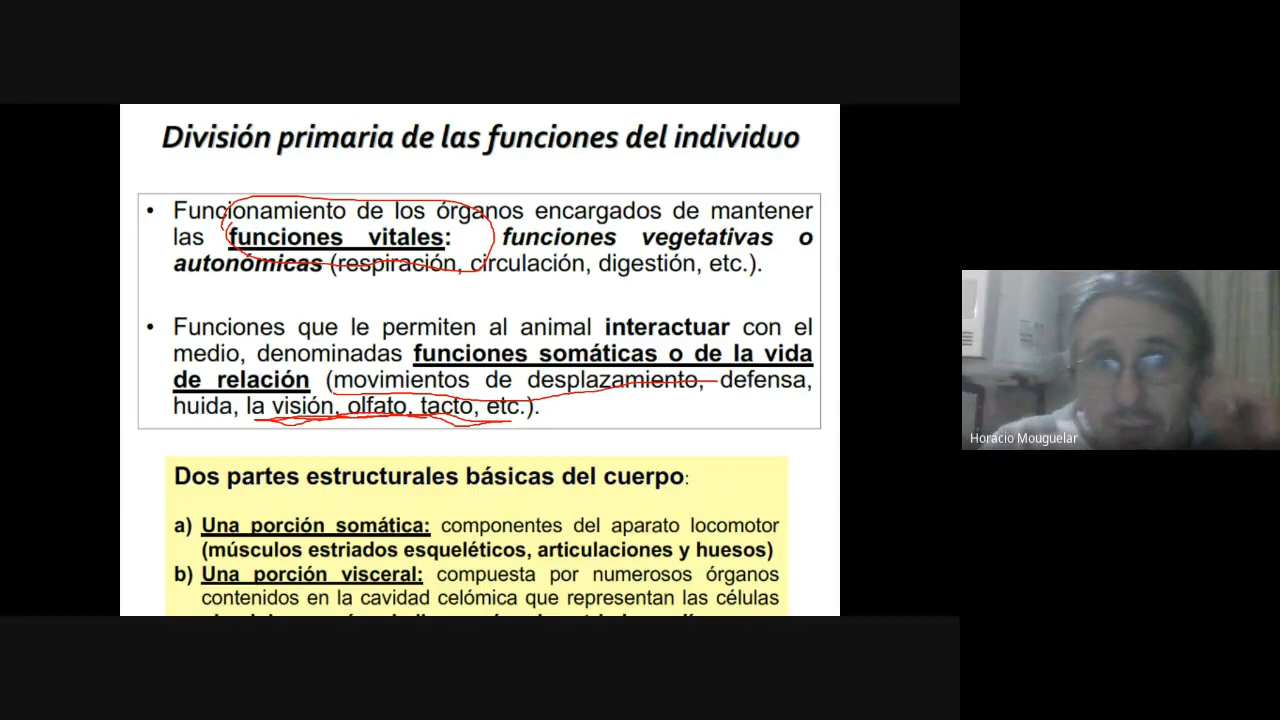 División primaria de las funciones del individuo
• Funcionamiento de los órganos encargados de mantener
las funciones vitales: funciones vegetativas o
autonómicas (respiración, circulación, digestión, etc.).
• Funciones que le permiten al animal interactuar con el
medio, denominadas funciones somáticas o de la vida
de relación (movimientos de desplazamiento, defensa,
huida, la visión, olfato, tacto, etc.).
Dos partes estructurales básicas del cuerpo:
a) Una porción somática: componentes del aparato locomotor
(músculos estriados esqueléticos, articulaciones y huesos)
b) Una porción visceral: compuesta por numerosos órganos
contenidos en la cavidad celómica que representan las células
Horacio Mouguelar